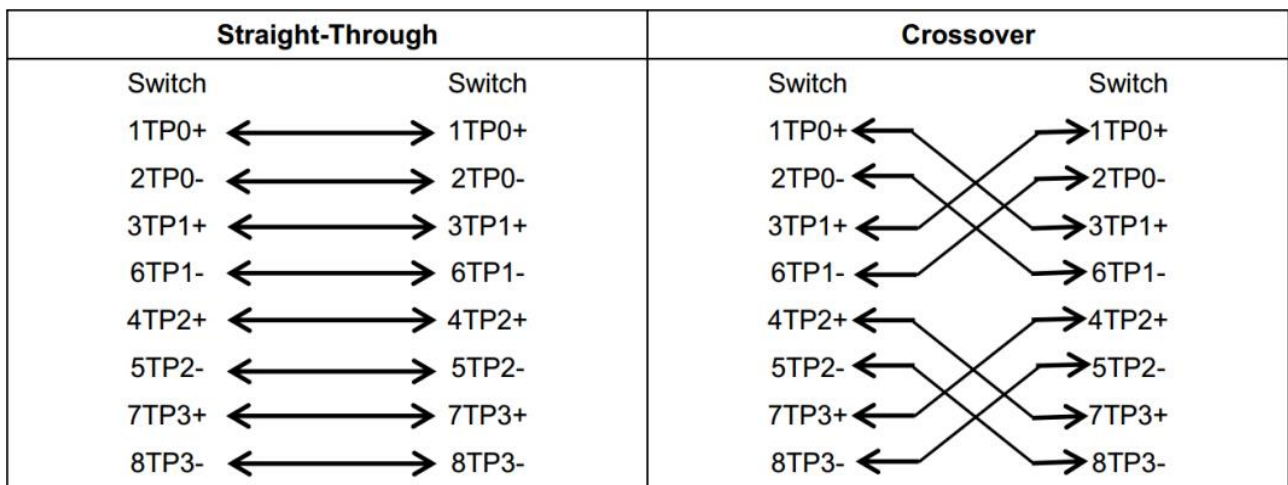 Straight-Through Crossover
Switch Switch Switch Switch
1TP0+ 1TP0+ 1TP0+ 1TP0+
2TP0- 2TP0- 2TP0- 2TP0-
3TP1+ 3TP1+ 3TP1+ 3TP1+
6TP1- 6TP1- 6TP1- 6TP1-
4TP2+ 4TP2+ 4TP2+ 4TP2+
5TP2- 5TP2- 5TP2- 5TP2-
7TP3+ 7TP3+ 7TP3+ 7TP3+
8TP3- 8TP3- 8TP3- 8TP3-